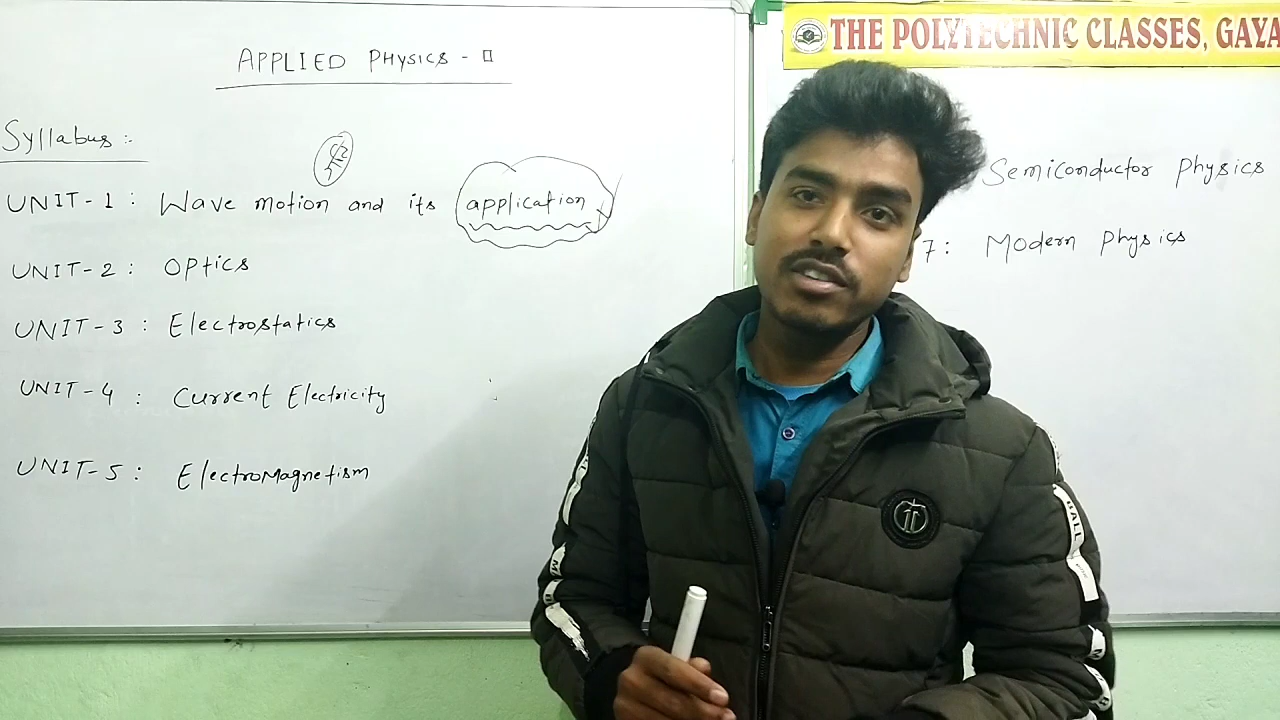 THE POLYTECHNIC CLASSES, GAYA
APPLIED PHYSICS - II
Syllabus :-
UNIT - 1 : Wave motion and its application
UNIT - 2 : Optics
UNIT - 3 : Electrostatics
UNIT - 4 : Current Electricity
UNIT - 5 : ElectroMagnetism
Semiconductor Physics
7 : Modern Physics